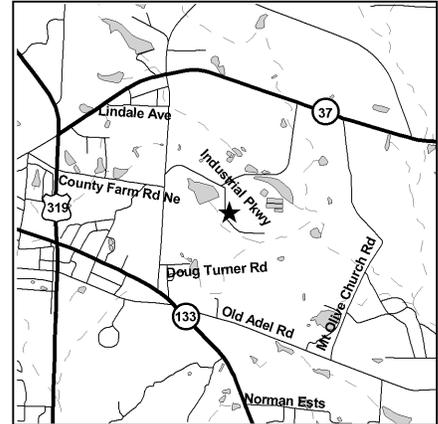 Lindale Ave
37
Industrial Pkwy
County Farm Rd Ne
319
Doug Turner Rd
Mt Olive Church Rd
133
Old Adel Rd
Norman Ests